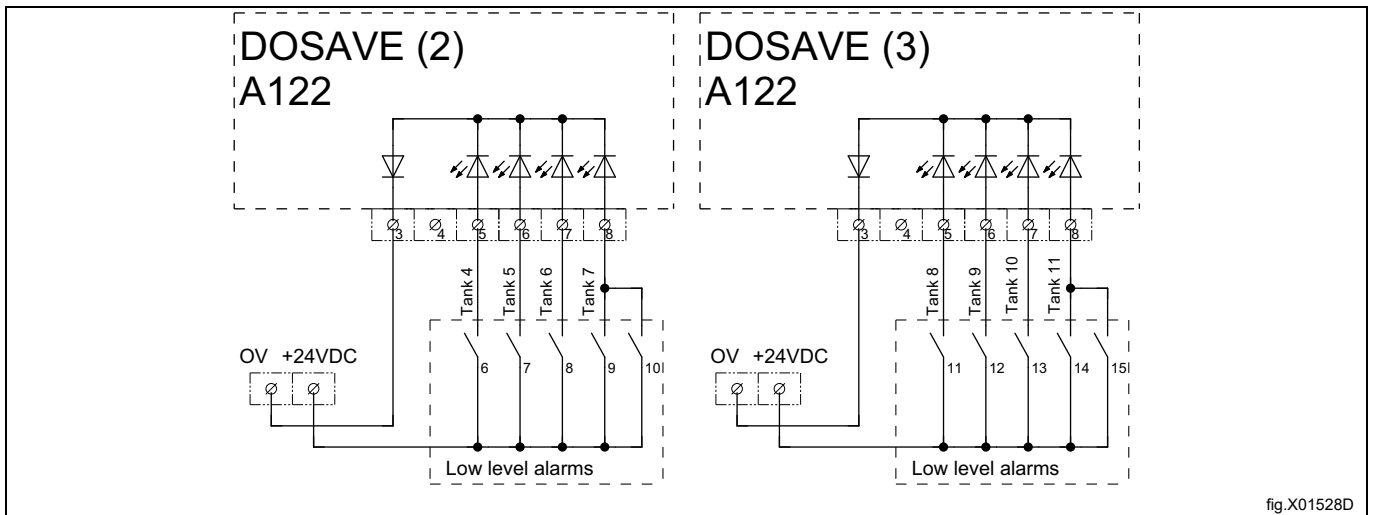 DOSAVE (2)
A122
3 4 5 6 7 8
Tank 4
Tank 5
Tank 6
Tank 7
OV +24VDC
6 7 8 9 10
Low level alarms
DOSAVE (3)
A122
3 4 5 6 7 8
Tank 8
Tank 9
Tank 10
Tank 11
OV +24VDC
11 12 13 14 15
Low level alarms
fig.X01528D